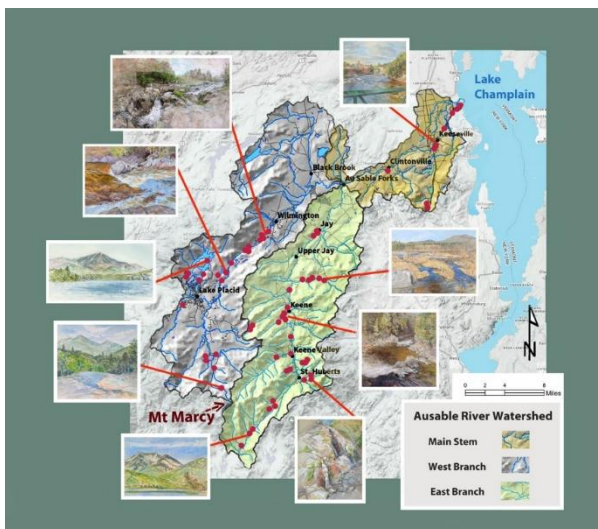 Lake
Champlain
Keeseville
Clintonville
Black Brook
Au Sable Forks
Wilmington
Jay
Upper Jay
Lake Placid
Keene
Keene Valley
St. Huberts
Mt Marcy
N
0 2 4 8
Miles
Ausable River Watershed
Main Stem
West Branch
East Branch